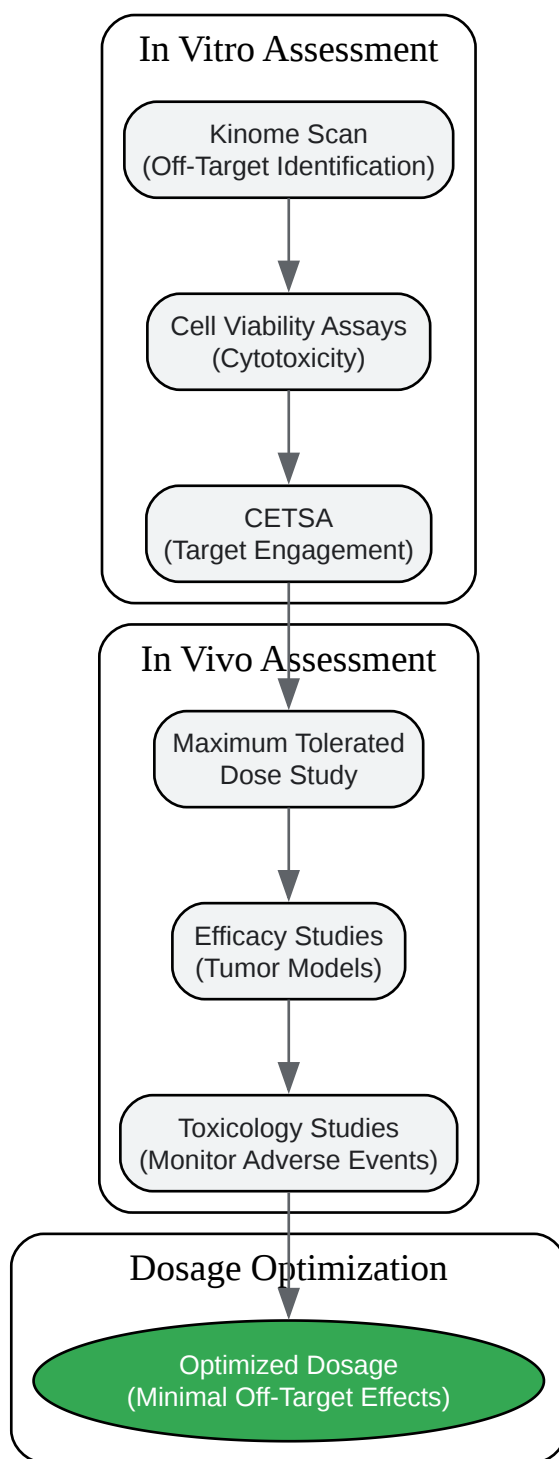 In Vitro Assessment
Kinome Scan
(Off-Target Identification)
Cell Viability Assays
(Cytotoxicity)
CETSA
(Target Engagement)
In Vivo Assessment
Maximum Tolerated
Dose Study
Efficacy Studies
(Tumor Models)
Toxicology Studies
(Monitor Adverse Events)
Dosage Optimization
Optimized Dosage
(Minimal Off-Target Effects)